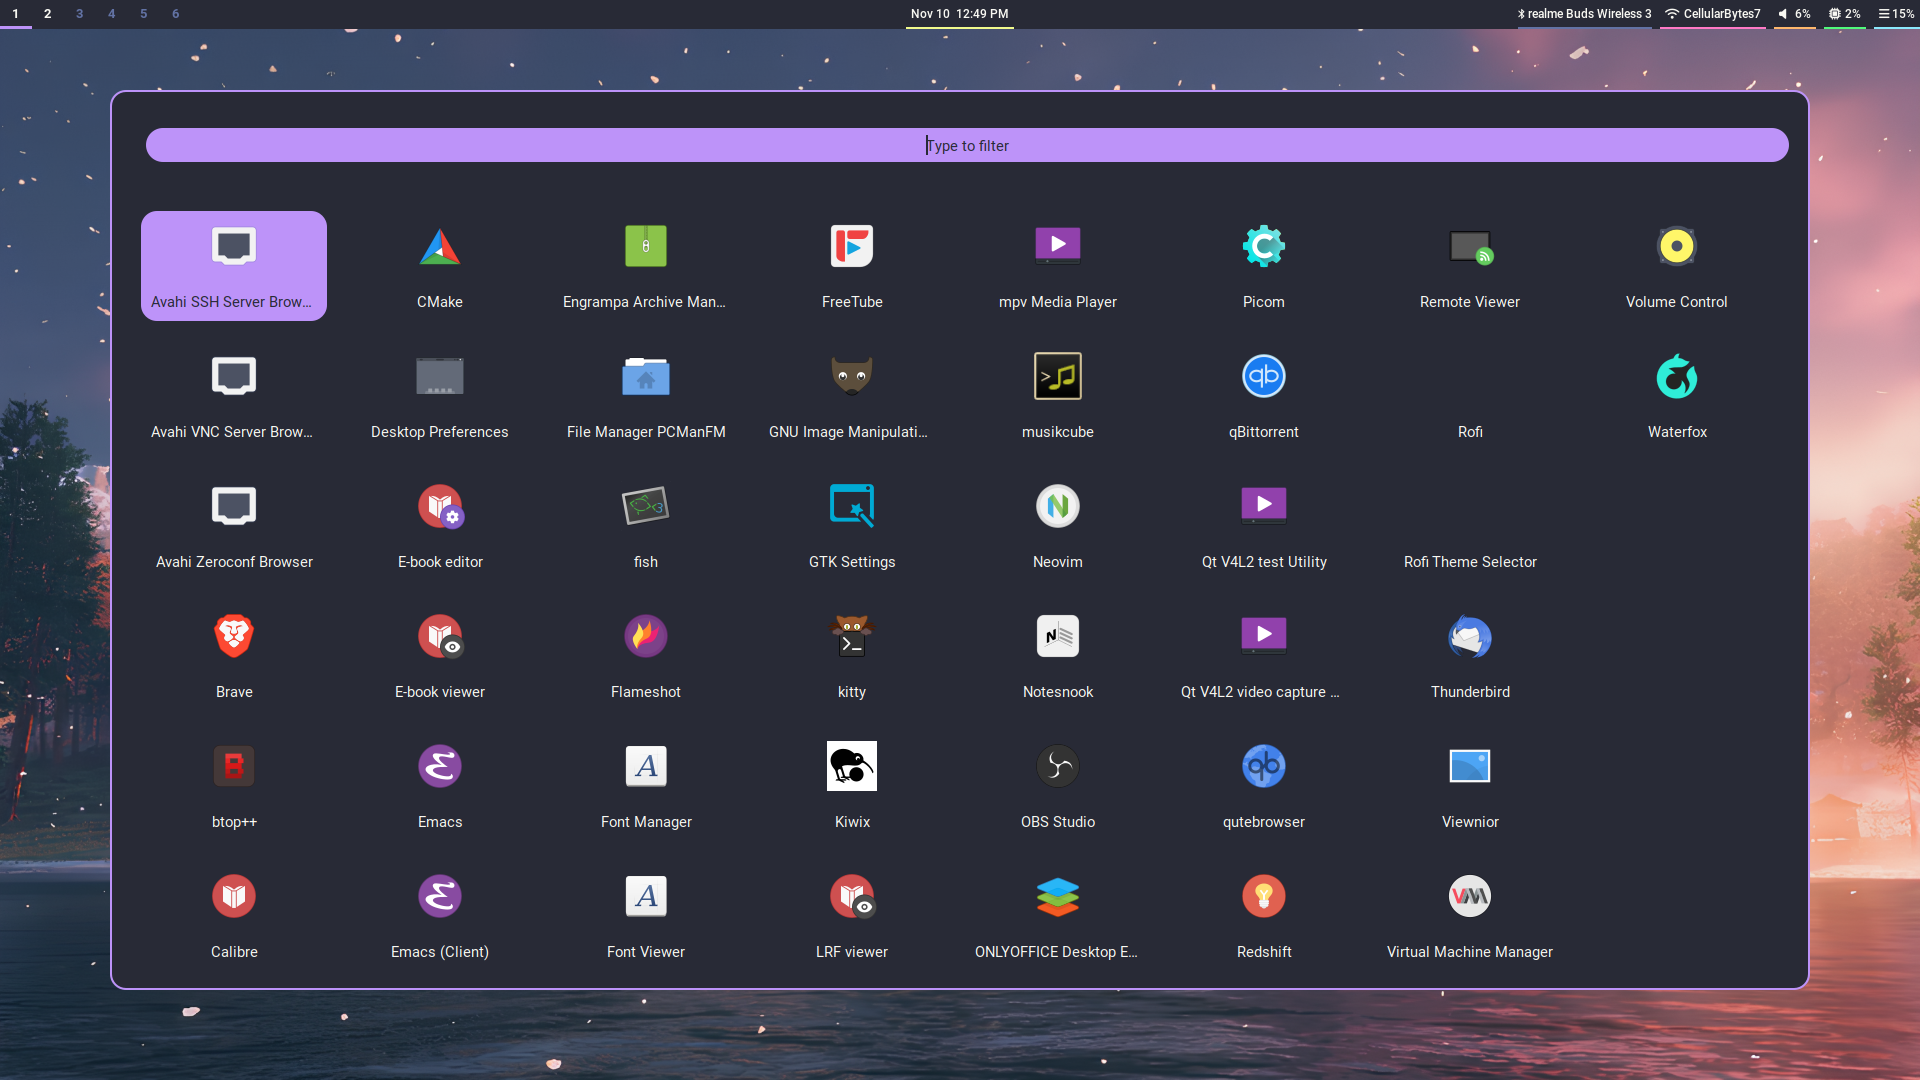 1 2 3 4 5 6
Nov 10 12:49 PM
realme Buds Wireless 3 CellularBytes7 6% 2% 15%
Type to filter
Avahi SSH Server Brow... CMake Engrampa Archive Man... FreeTube mpv Media Player Picom Remote Viewer Volume Control
Avahi VNC Server Brow... Desktop Preferences File Manager PCManFM GNU Image Manipulati... musikcube qBittorrent Rofi Waterfox
Avahi Zeroconf Browser E-book editor fish GTK Settings Neovim Qt V4L2 test Utility Rofi Theme Selector
Brave E-book viewer Flameshot kitty Notesnook Qt V4L2 video capture ... Thunderbird
btop++ Emacs Font Manager Kiwix OBS Studio qutebrowser Viewnior
Calibre Emacs (Client) Font Viewer LRF viewer ONLYOFFICE Desktop E... Redshift Virtual Machine Manager